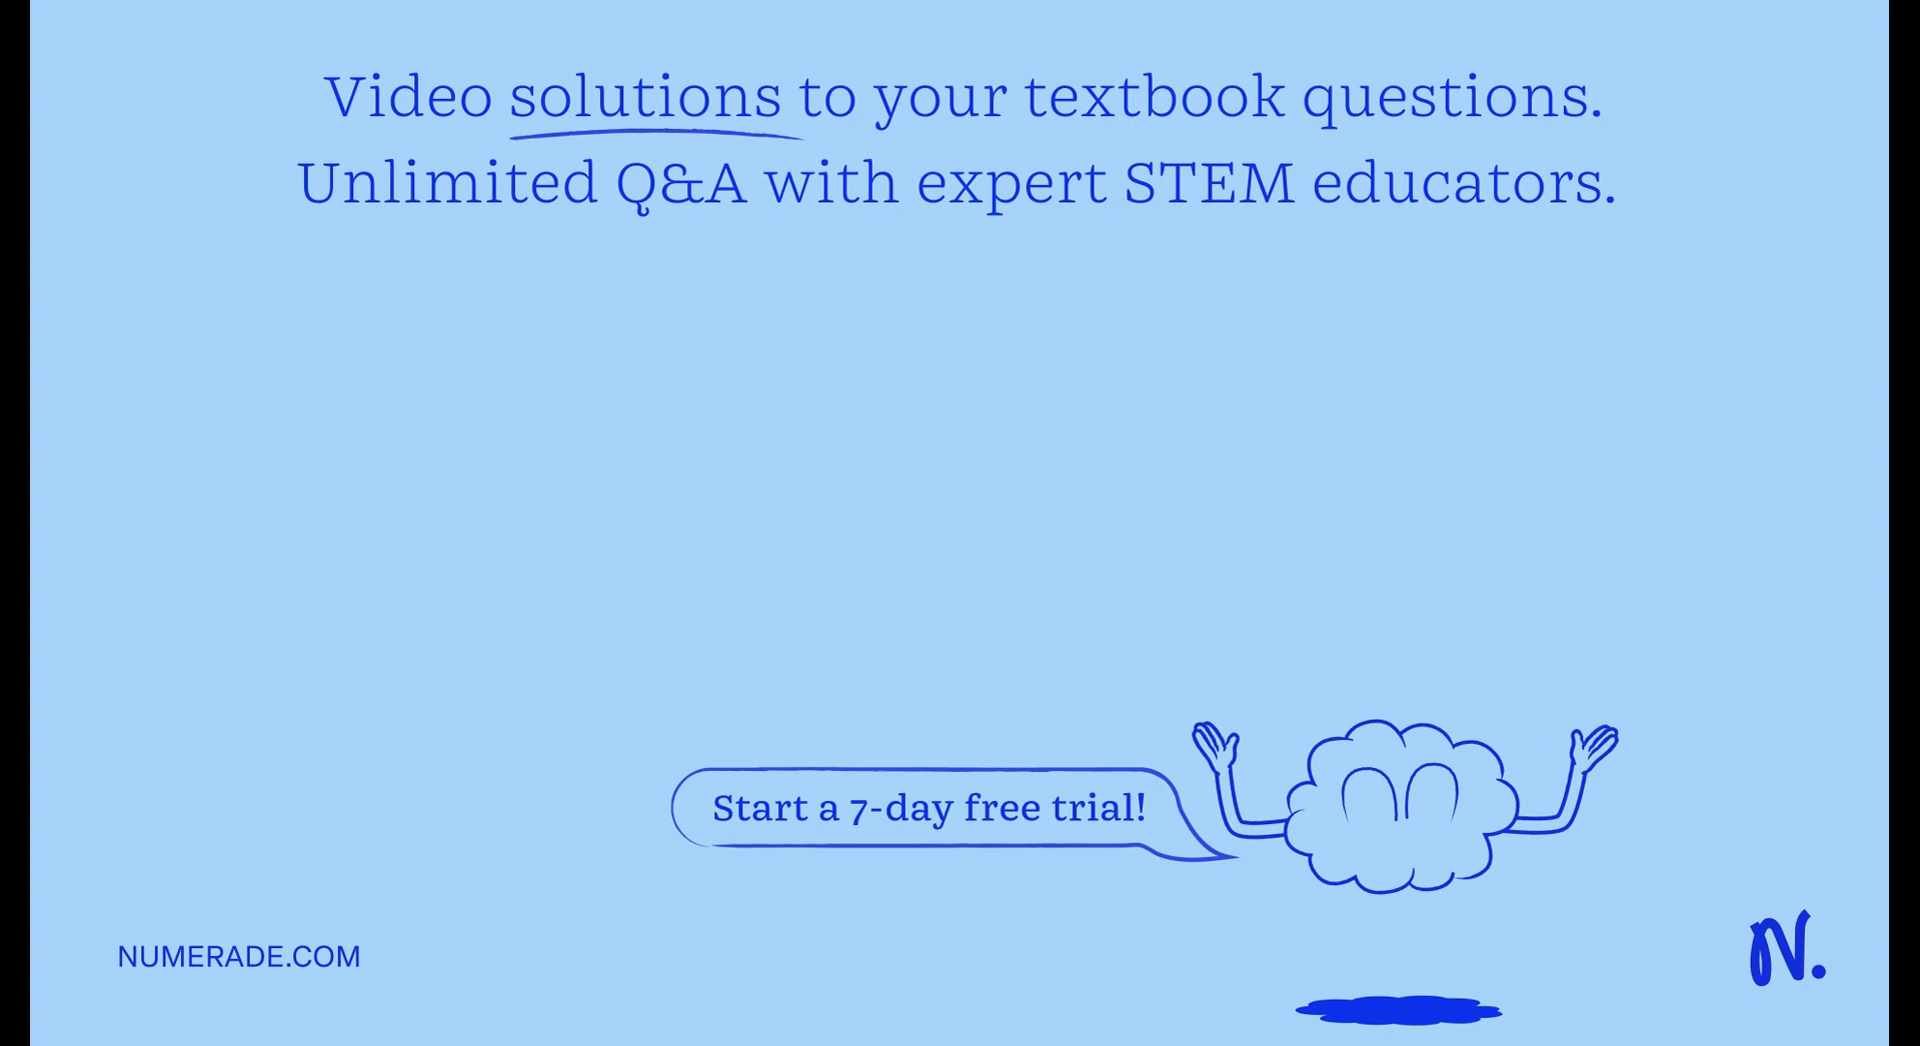 Video solutions to your textbook questions.
Unlimited Q&A with expert STEM educators.
Start a 7-day free trial!
NUMERADE.COM
N.